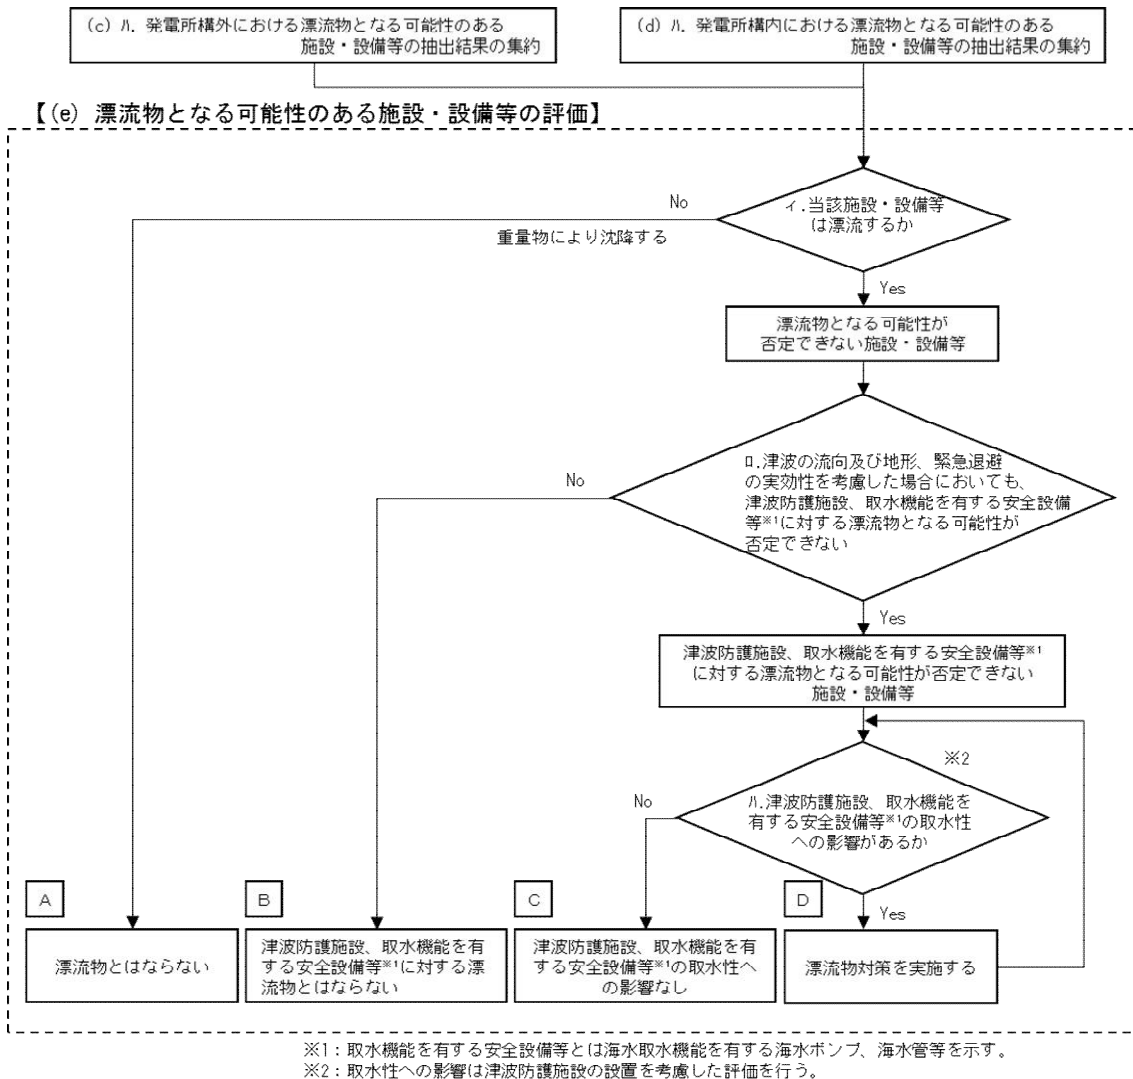 (c) ﾊ. 発電所構外における漂流物となる可能性のある
施設・設備等の抽出結果の集約
(d) ﾊ. 発電所構内における漂流物となる可能性のある
施設・設備等の抽出結果の集約
【(e) 漂流物となる可能性のある施設・設備等の評価】
No
ｲ.当該施設・設備等
は漂流するか
重量物により沈降する
Yes
漂流物となる可能性が
否定できない施設・設備等
No
ﾛ.津波の流向及び地形、緊急退避
の実効性を考慮した場合においても、
津波防護施設、取水機能を有する安全設備
等※1に対する漂流物となる可能性が
否定できない
Yes
津波防護施設、取水機能を有する安全設備等※1
に対する漂流物となる可能性が否定できない
施設・設備等
※2
No
ﾊ.津波防護施設、取水機能を
有する安全設備等※1の取水性
への影響があるか
Yes
A
漂流物とはならない
B
津波防護施設、取水機能を有
する安全設備等※1に対する漂
流物とはならない
C
津波防護施設、取水機能を有
する安全設備等※1の取水性へ
の影響なし
D
漂流物対策を実施する
※1：取水機能を有する安全設備等とは海水取水機能を有する海水ポンプ、海水管等を示す。
※2：取水性への影響は津波防護施設の設置を考慮した評価を行う。